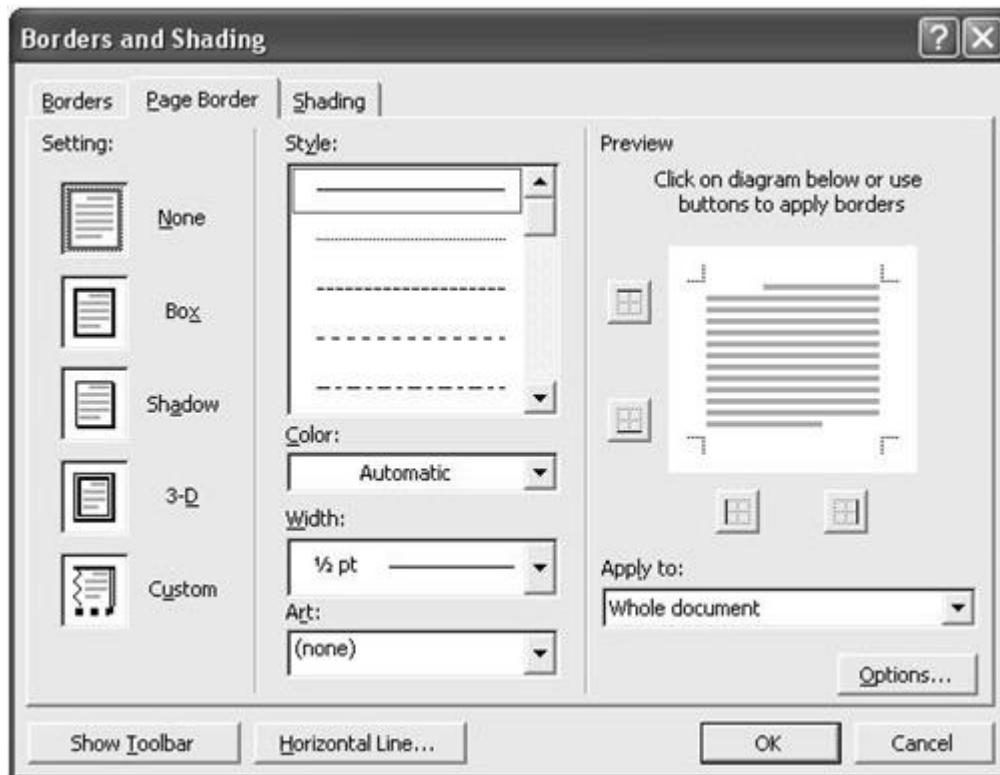 Borders and Shading
Borders
Page Border
Shading
Setting:
None
Box
Shadow
3-D
Custom
Style:
Color:
Automatic
Width:
½ pt
Art:
(none)
Preview
Click on diagram below or use
buttons to apply borders
Apply to:
Whole document
Options...
Show Toolbar
Horizontal Line...
OK
Cancel